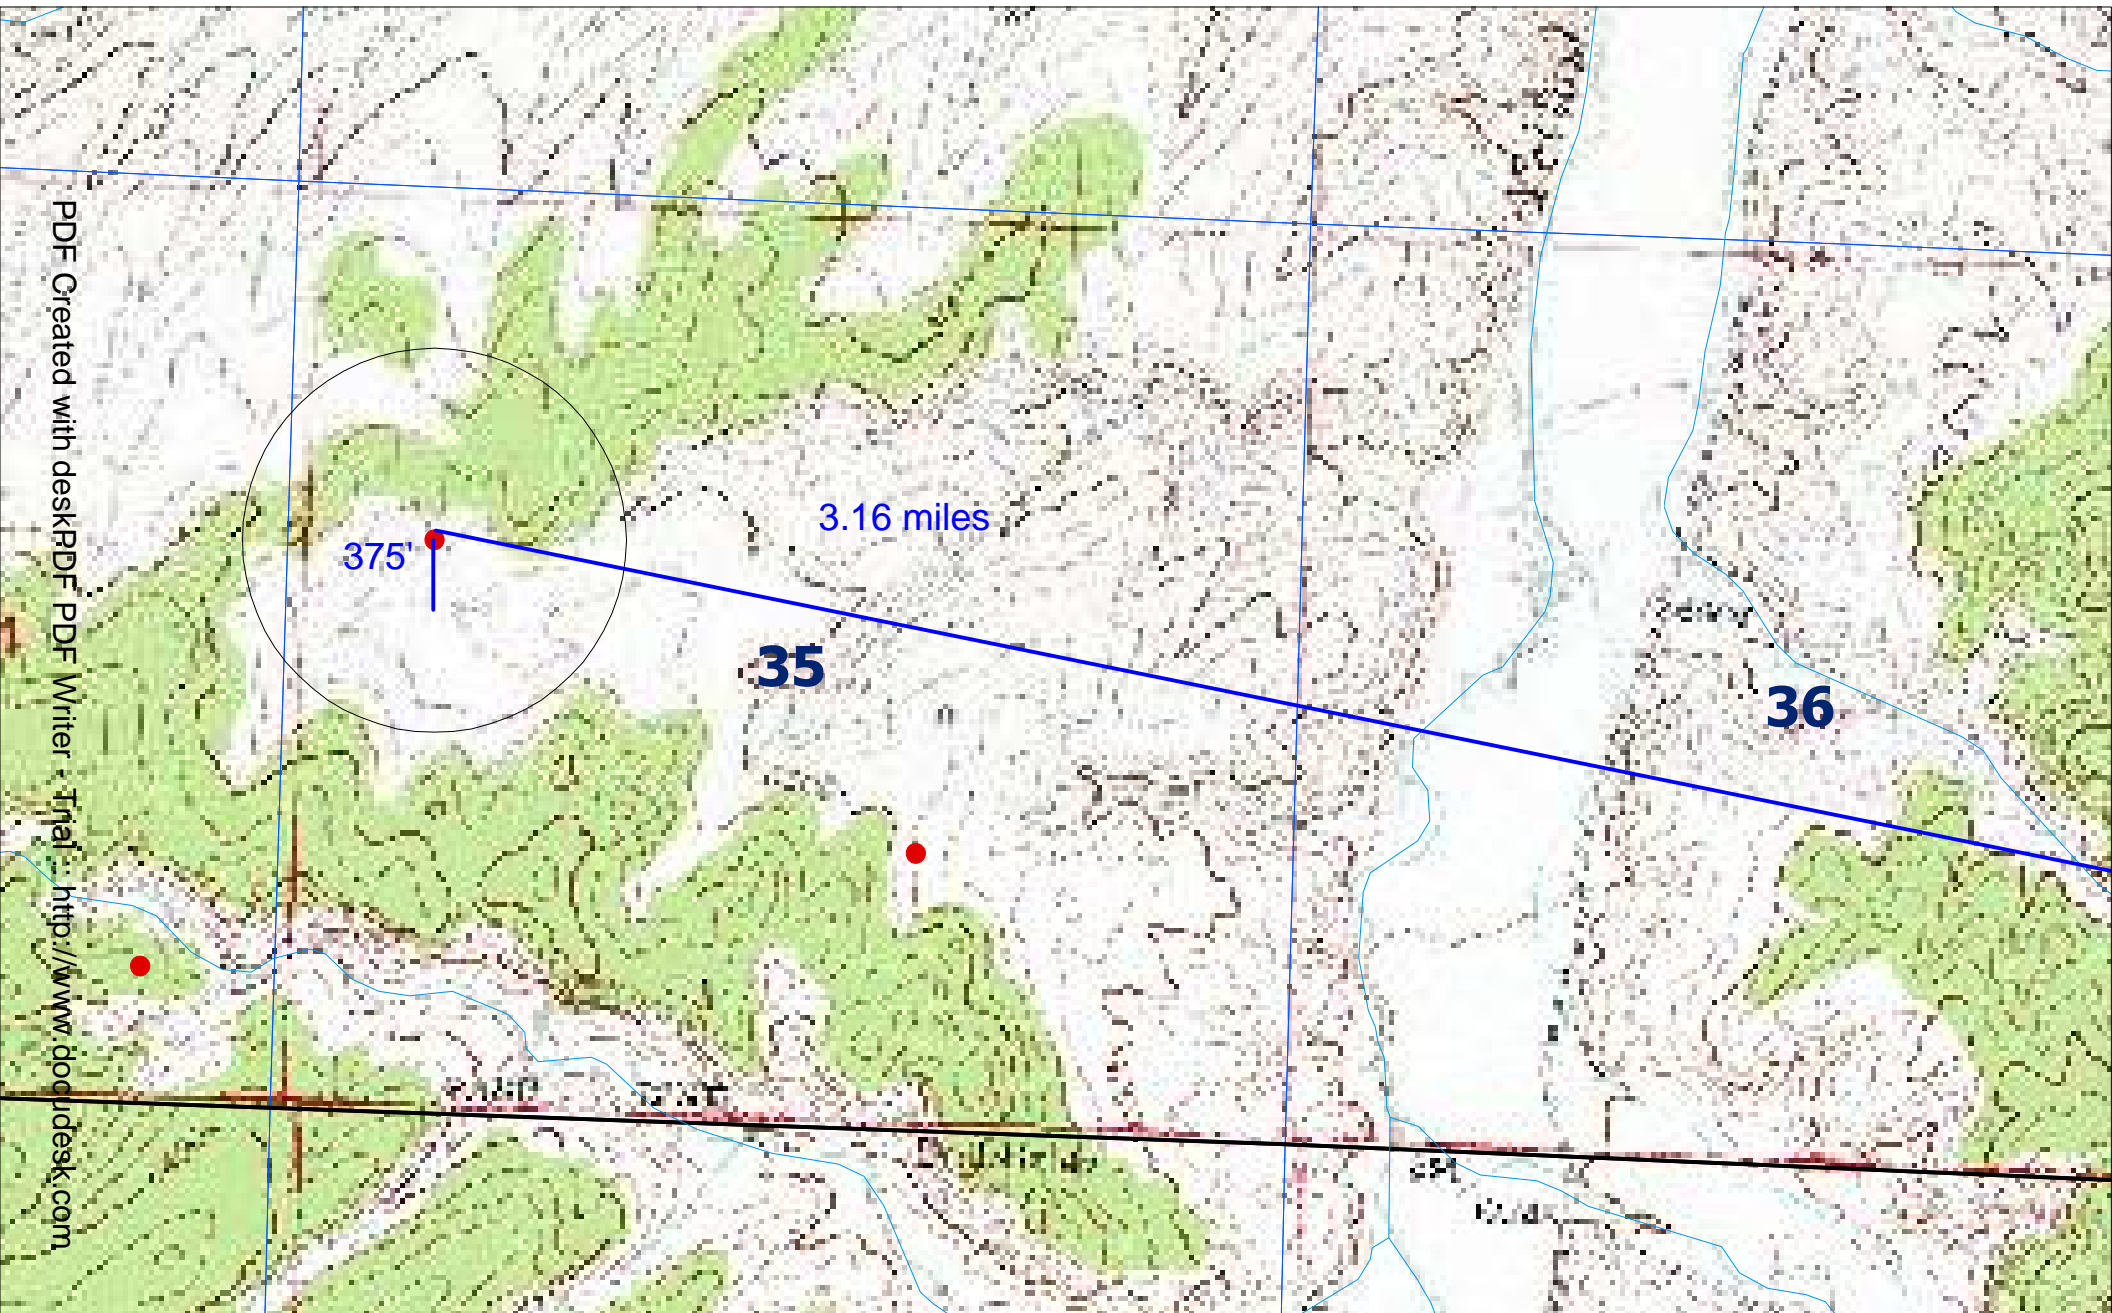 PDF Created with deskPDF PDF Writer - Trial :: http://www.docudesk.com
3.16 miles
375'
35
36